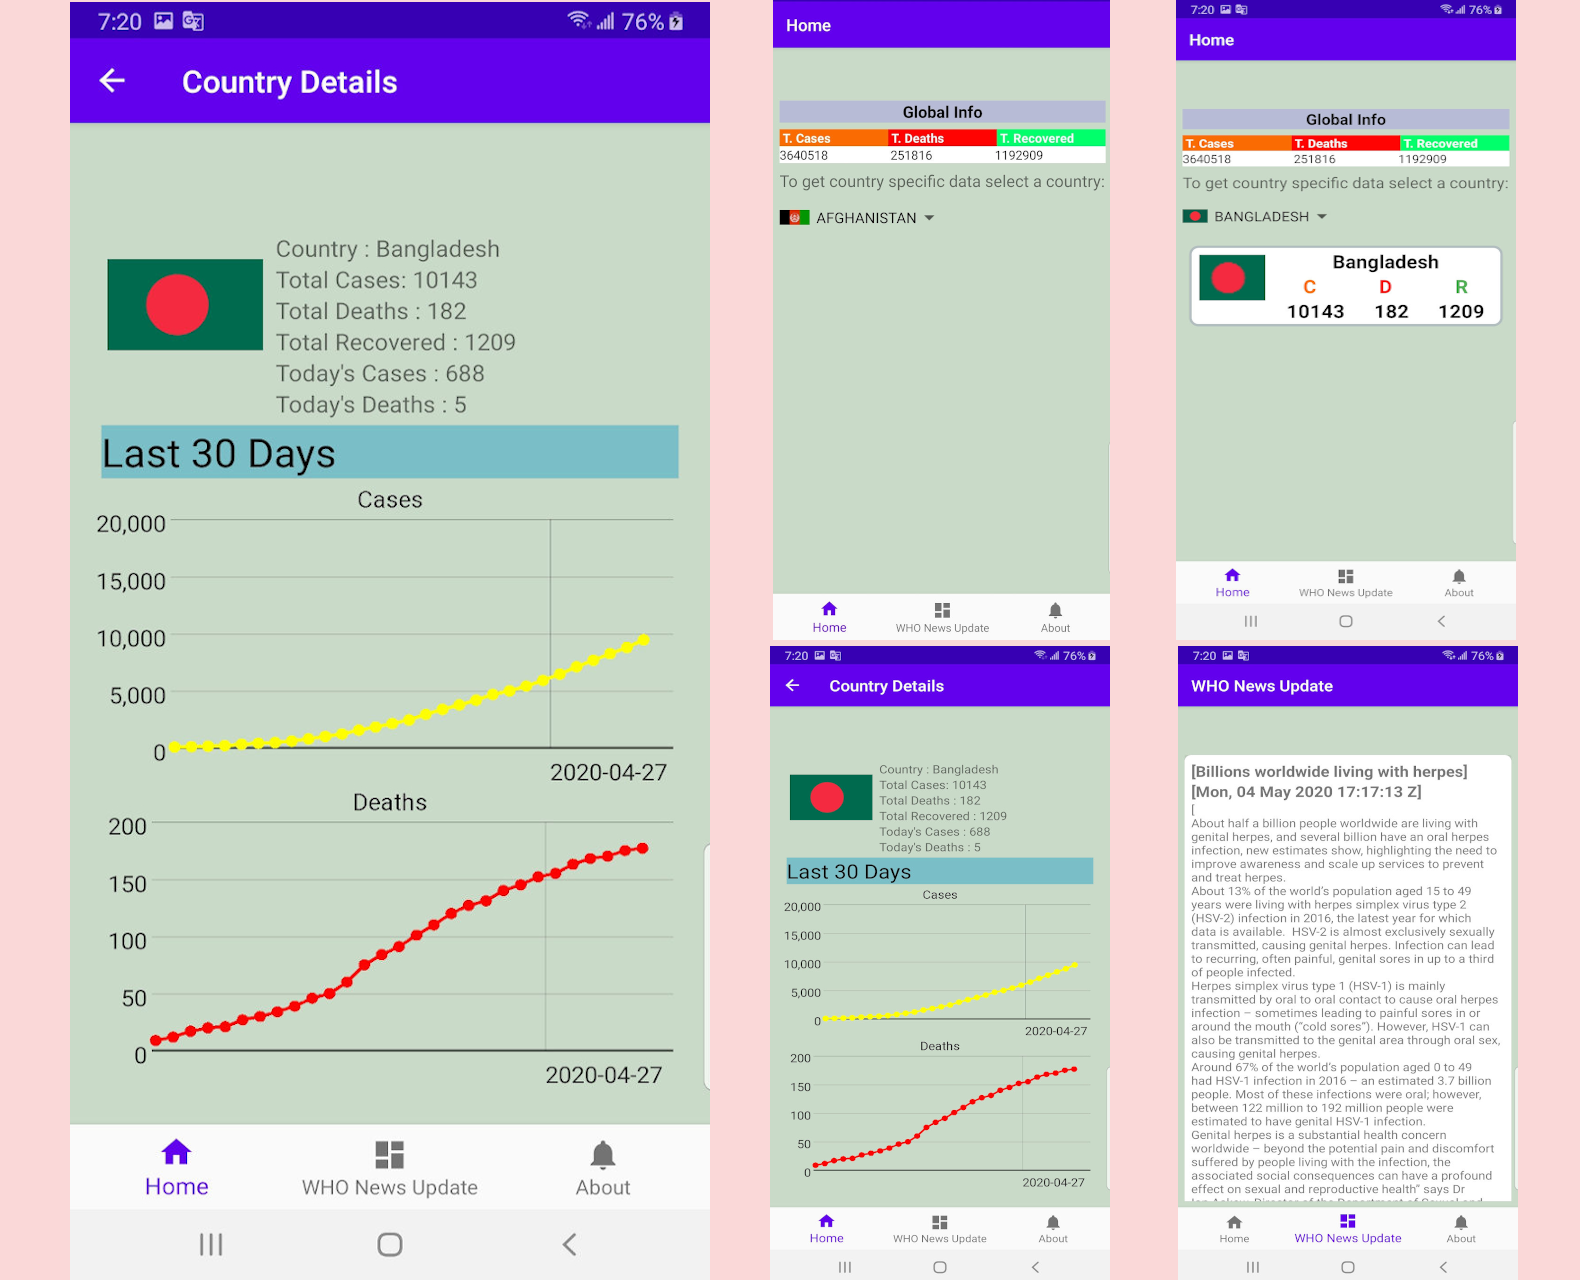 7:20 76%
Country Details
Country : Bangladesh
Total Cases: 10143
Total Deaths : 182
Total Recovered : 1209
Today's Cases : 688
Today's Deaths : 5
Last 30 Days
Cases
20,000
15,000
10,000
5,000
0
2020-04-27
Deaths
200
150
100
50
0
2020-04-27
Home WHO News Update About
Home
Global Info
T. Cases T. Deaths T. Recovered
3640518 251816 1192909
To get country specific data select a country:
AFGHANISTAN
Home WHO News Update About
7:20 76%
Home
Global Info
T. Cases T. Deaths T. Recovered
3640518 251816 1192909
To get country specific data select a country:
BANGLADESH
Bangladesh
C D R
10143 182 1209
Home WHO News Update About
7:20 76%
Country Details
Country : Bangladesh
Total Cases: 10143
Total Deaths : 182
Total Recovered : 1209
Today's Cases : 688
Today's Deaths : 5
Last 30 Days
Cases
20,000
15,000
10,000
5,000
0
2020-04-27
Deaths
200
150
100
50
0
2020-04-27
Home WHO News Update About
7:20 76%
WHO News Update
[Billions worldwide living with herpes]
[Mon, 04 May 2020 17:17:13 Z]
[
About half a billion people worldwide are living with
genital herpes, and several billion have an oral herpes
infection, new estimates show, highlighting the need to
improve awareness and scale up services to prevent
and treat herpes.
About 13% of the world's population aged 15 to 49
years were living with herpes simplex virus type 2
(HSV-2) infection in 2016, the latest year for which
data is available.  HSV-2 is almost exclusively sexually
transmitted, causing genital herpes. Infection can lead
to recurring, often painful, genital sores in up to a third
of people infected.
Herpes simplex virus type 1 (HSV-1) is mainly
transmitted by oral to oral contact to cause oral herpes
infection – sometimes leading to painful sores in or
around the mouth (“cold sores”). However, HSV-1 can
also be transmitted to the genital area through oral sex,
causing genital herpes.
Around 67% of the world's population aged 0 to 49
had HSV-1 infection in 2016 – an estimated 3.7 billion
people. Most of these infections were oral; however,
between 122 million to 192 million people were
estimated to have genital HSV-1 infection.
Genital herpes is a substantial health concern
worldwide – beyond the potential pain and discomfort
suffered by people living with the infection, the
associated social consequences can have a profound
effect on sexual and reproductive health” says Dr
Home WHO News Update About